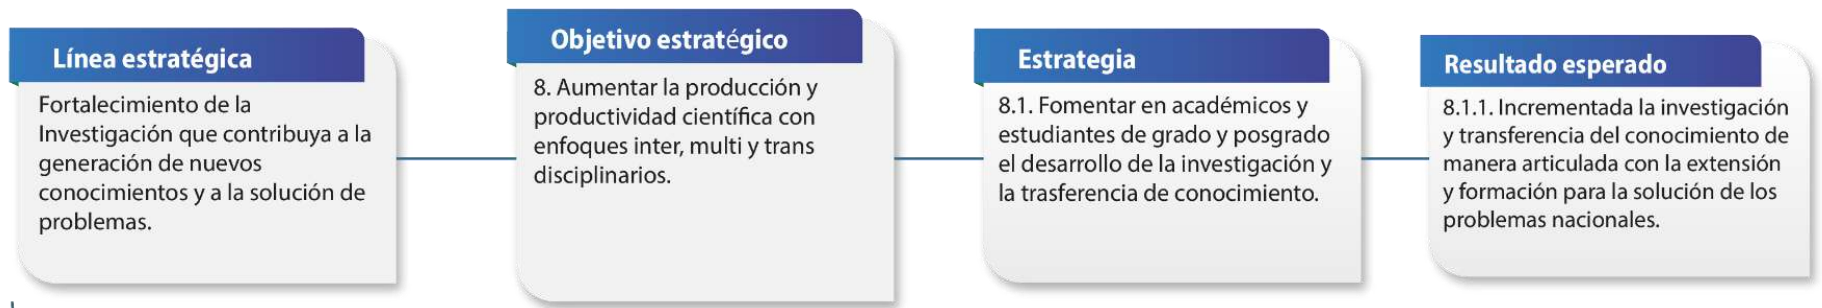 Línea estratégica
Fortalecimiento de la
Investigación que contribuya a la
generación de nuevos
conocimientos y a la solución de
problemas.
Objetivo estratégico
8. Aumentar la producción y
productividad científica con
enfoques inter, multi y trans
disciplinarios.
Estrategia
8.1. Fomentar en académicos y
estudiantes de grado y posgrado
el desarrollo de la investigación y
la trasferencia de conocimiento.
Resultado esperado
8.1.1. Incrementada la investigación
y transferencia del conocimiento de
manera articulada con la extensión
y formación para la solución de los
problemas nacionales.